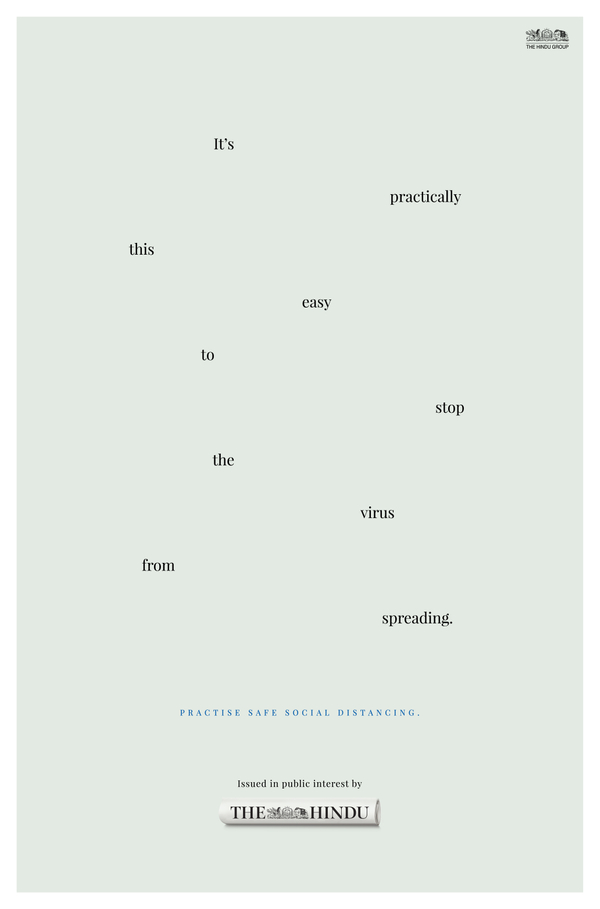 THE HINDU GROUP
It’s
practically
this
easy
to
stop
the
virus
from
spreading.
PRACTISE SAFE SOCIAL DISTANCING.
Issued in public interest by
THE HINDU